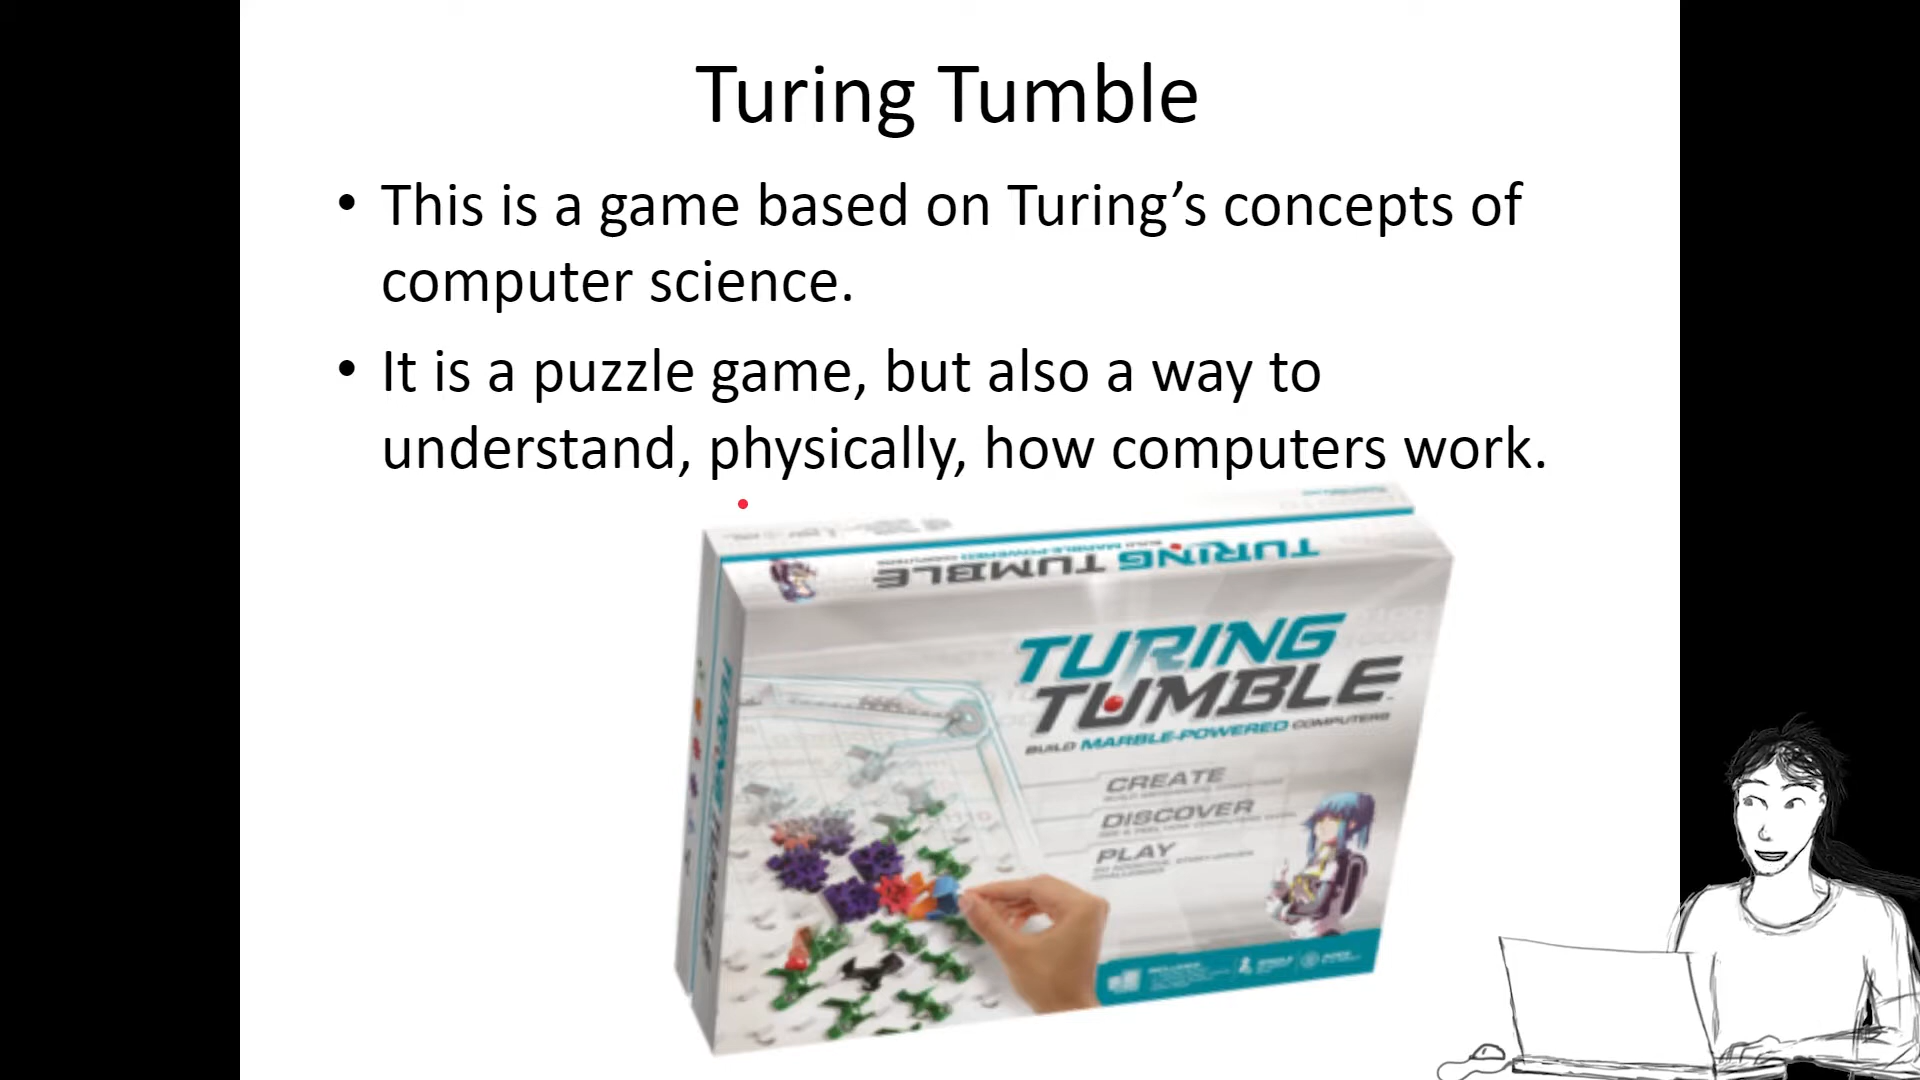 Turing Tumble
• This is a game based on Turing’s concepts of
computer science.
• It is a puzzle game, but also a way to
understand, physically, how computers work.
TURING TUMBLE
TURING
TUMBLE
BUILD MARBLE-POWERED COMPUTERS
CREATE
DISCOVER
PLAY